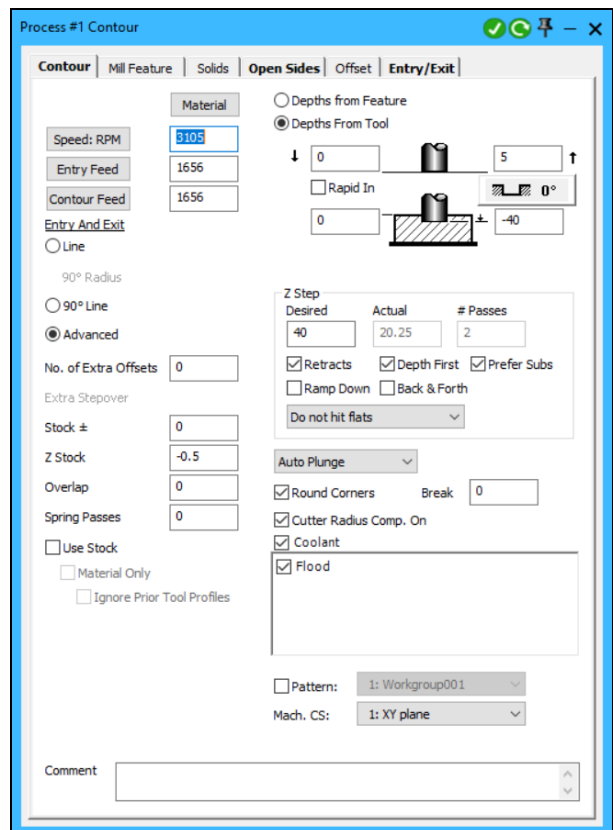 Process #1 Contour
Contour Mill Feature Solids Open Sides Offset Entry/Exit
Material
Speed: RPM 3105
Entry Feed 1656
Contour Feed 1656
Entry And Exit
Line
90° Radius
90° Line
Advanced
No. of Extra Offsets 0
Extra Stepover
Stock ± 0
Z Stock -0.5
Overlap 0
Spring Passes 0
Use Stock
Material Only
Ignore Prior Tool Profiles
Depths from Feature
Depths From Tool
0 5
Rapid In 0°
0 -40
Z Step
Desired Actual # Passes
40 20.25 2
Retracts Depth First Prefer Subs
Ramp Down Back & Forth
Do not hit flats
Auto Plunge
Round Corners Break 0
Cutter Radius Comp. On
Coolant
Flood
Pattern: 1: Workgroup001
Mach. CS: 1: XY plane
Comment